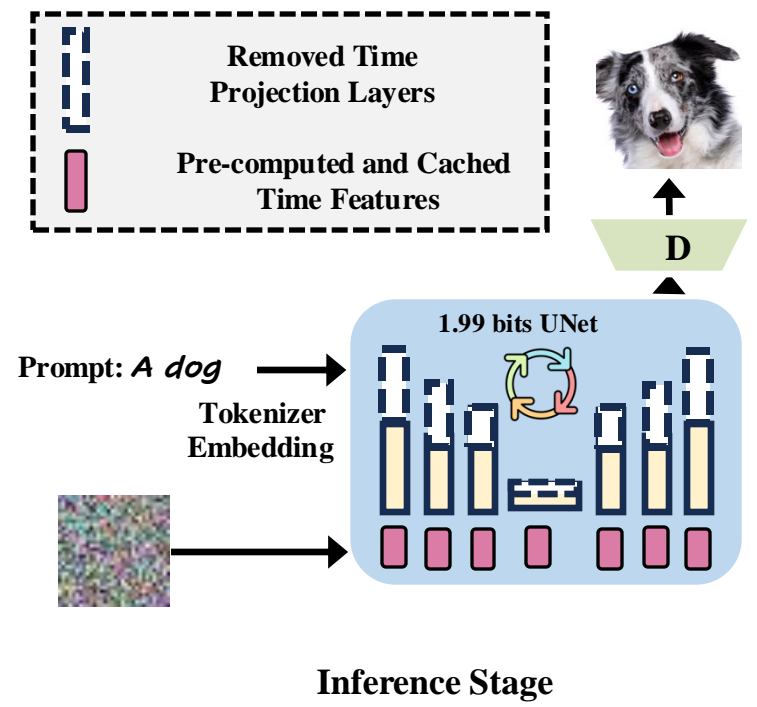 Removed Time
Projection Layers
Pre-computed and Cached
Time Features
D
1.99 bits UNet
Prompt: A dog
Tokenizer
Embedding
Inference Stage